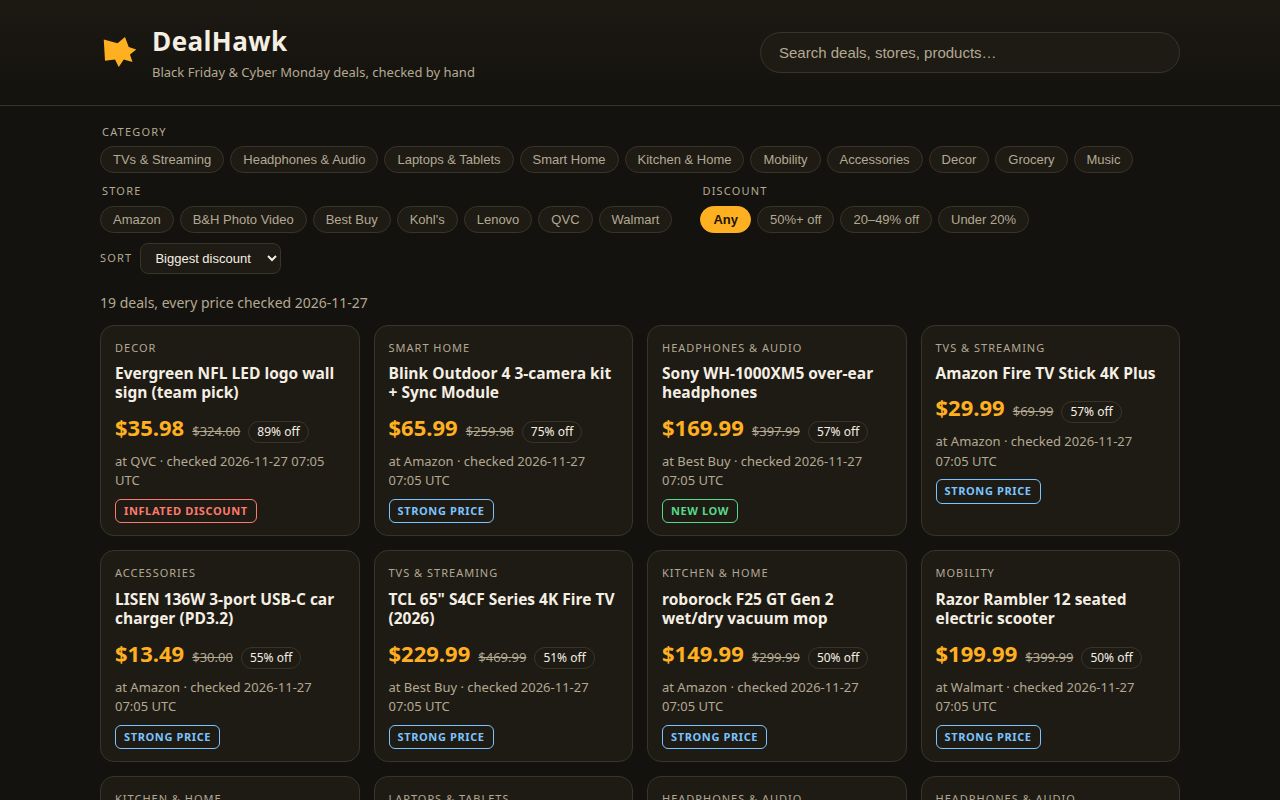 DealHawk
Black Friday & Cyber Monday deals, checked by hand
Search deals, stores, products…
CATEGORY
TVs & Streaming Headphones & Audio Laptops & Tablets Smart Home Kitchen & Home Mobility Accessories Decor Grocery Music
STORE DISCOUNT
Amazon B&H Photo Video Best Buy Kohl's Lenovo QVC Walmart Any 50%+ off 20–49% off Under 20%
SORT Biggest discount
19 deals, every price checked 2026-11-27
DECOR
Evergreen NFL LED logo wall
sign (team pick)
$35.98 $324.00 89% off
at QVC · checked 2026-11-27 07:05
UTC
INFLATED DISCOUNT
SMART HOME
Blink Outdoor 4 3-camera kit
+ Sync Module
$65.99 $259.98 75% off
at Amazon · checked 2026-11-27
07:05 UTC
STRONG PRICE
HEADPHONES & AUDIO
Sony WH-1000XM5 over-ear
headphones
$169.99 $397.99 57% off
at Best Buy · checked 2026-11-27
07:05 UTC
NEW LOW
TVS & STREAMING
Amazon Fire TV Stick 4K Plus
$29.99 $69.99 57% off
at Amazon · checked 2026-11-27
07:05 UTC
STRONG PRICE
ACCESSORIES
LISEN 136W 3-port USB-C car
charger (PD3.2)
$13.49 $30.00 55% off
at Amazon · checked 2026-11-27
07:05 UTC
STRONG PRICE
TVS & STREAMING
TCL 65" S4CF Series 4K Fire TV
(2026)
$229.99 $469.99 51% off
at Best Buy · checked 2026-11-27
07:05 UTC
STRONG PRICE
KITCHEN & HOME
roborock F25 GT Gen 2
wet/dry vacuum mop
$149.99 $299.99 50% off
at Amazon · checked 2026-11-27
07:05 UTC
STRONG PRICE
MOBILITY
Razor Rambler 12 seated
electric scooter
$199.99 $399.99 50% off
at Walmart · checked 2026-11-27
07:05 UTC
STRONG PRICE
KITCHEN & HOME
LAPTOPS & TABLETS
HEADPHONES & AUDIO
HEADPHONES & AUDIO